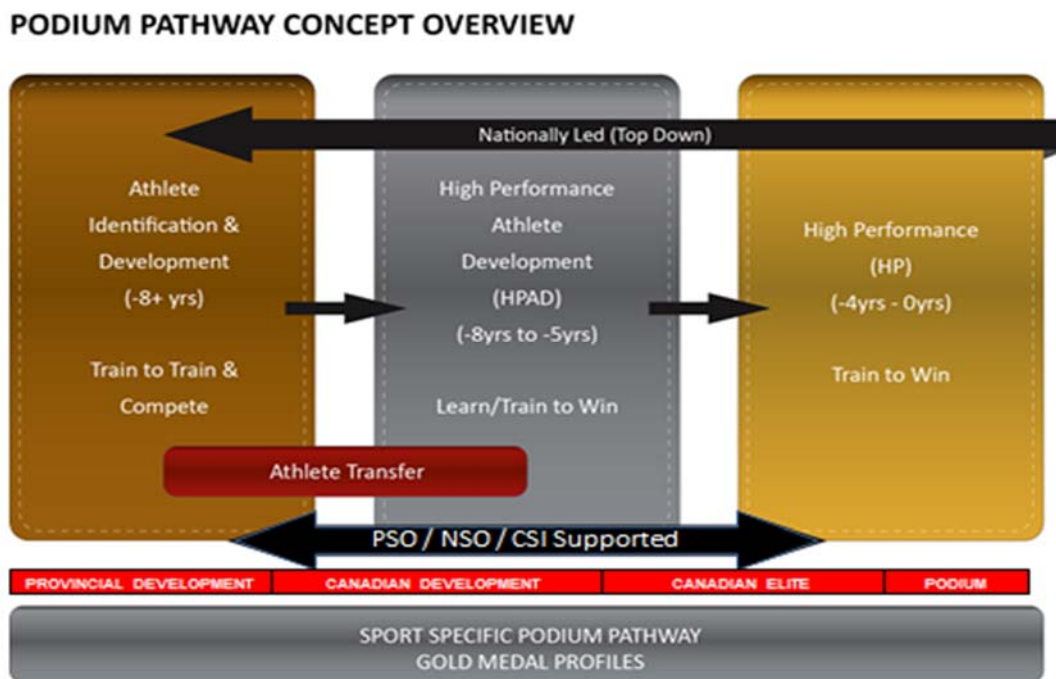 PODIUM PATHWAY CONCEPT OVERVIEW
Nationally Led (Top Down)
Athlete
Identification &
Development
(-8+ yrs)
Train to Train &
Compete
High Performance
Athlete
Development
(HPAD)
(-8yrs to -5yrs)
Learn/Train to Win
High Performance
(HP)
(-4yrs - 0yrs)
Train to Win
Athlete Transfer
PSO / NSO / CSI Supported
PROVINCIAL DEVELOPMENT
CANADIAN DEVELOPMENT
CANADIAN ELITE
PODIUM
SPORT SPECIFIC PODIUM PATHWAY
GOLD MEDAL PROFILES